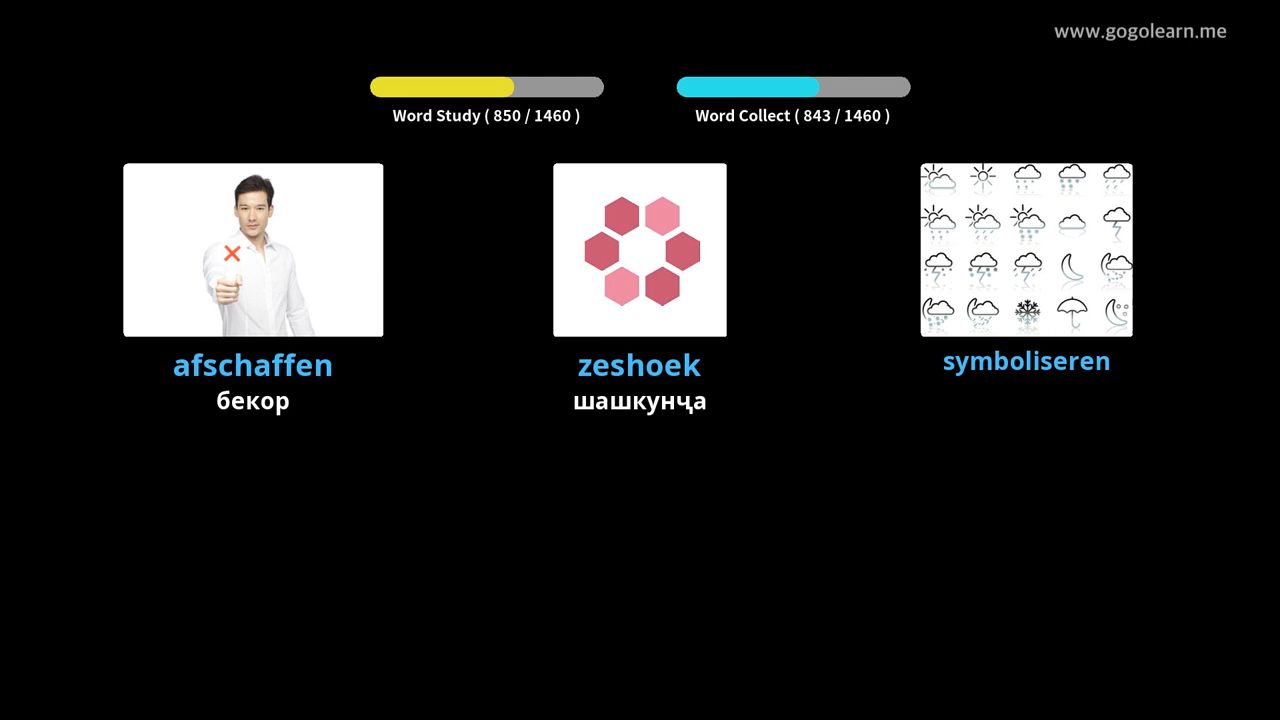 www.gogolearn.me
Word Study ( 850 / 1460 )
Word Collect ( 843 / 1460 )
afschaffen
бекор
zeshoek
шашкунҷа
symboliseren